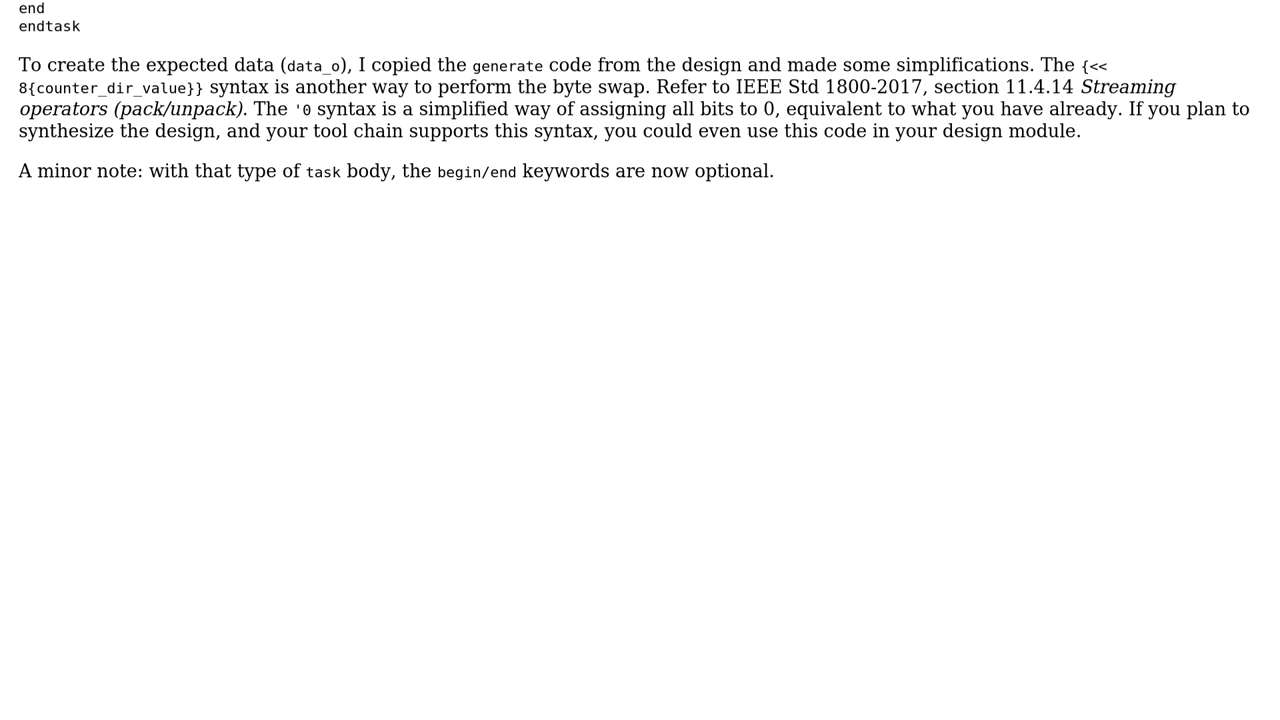 end
endtask
To create the expected data (data_o), I copied the generate code from the design and made some simplifications. The {<<
8{counter_dir_value}} syntax is another way to perform the byte swap. Refer to IEEE Std 1800-2017, section 11.4.14 Streaming
operators (pack/unpack). The '0 syntax is a simplified way of assigning all bits to 0, equivalent to what you have already. If you plan to
synthesize the design, and your tool chain supports this syntax, you could even use this code in your design module.
A minor note: with that type of task body, the begin/end keywords are now optional.